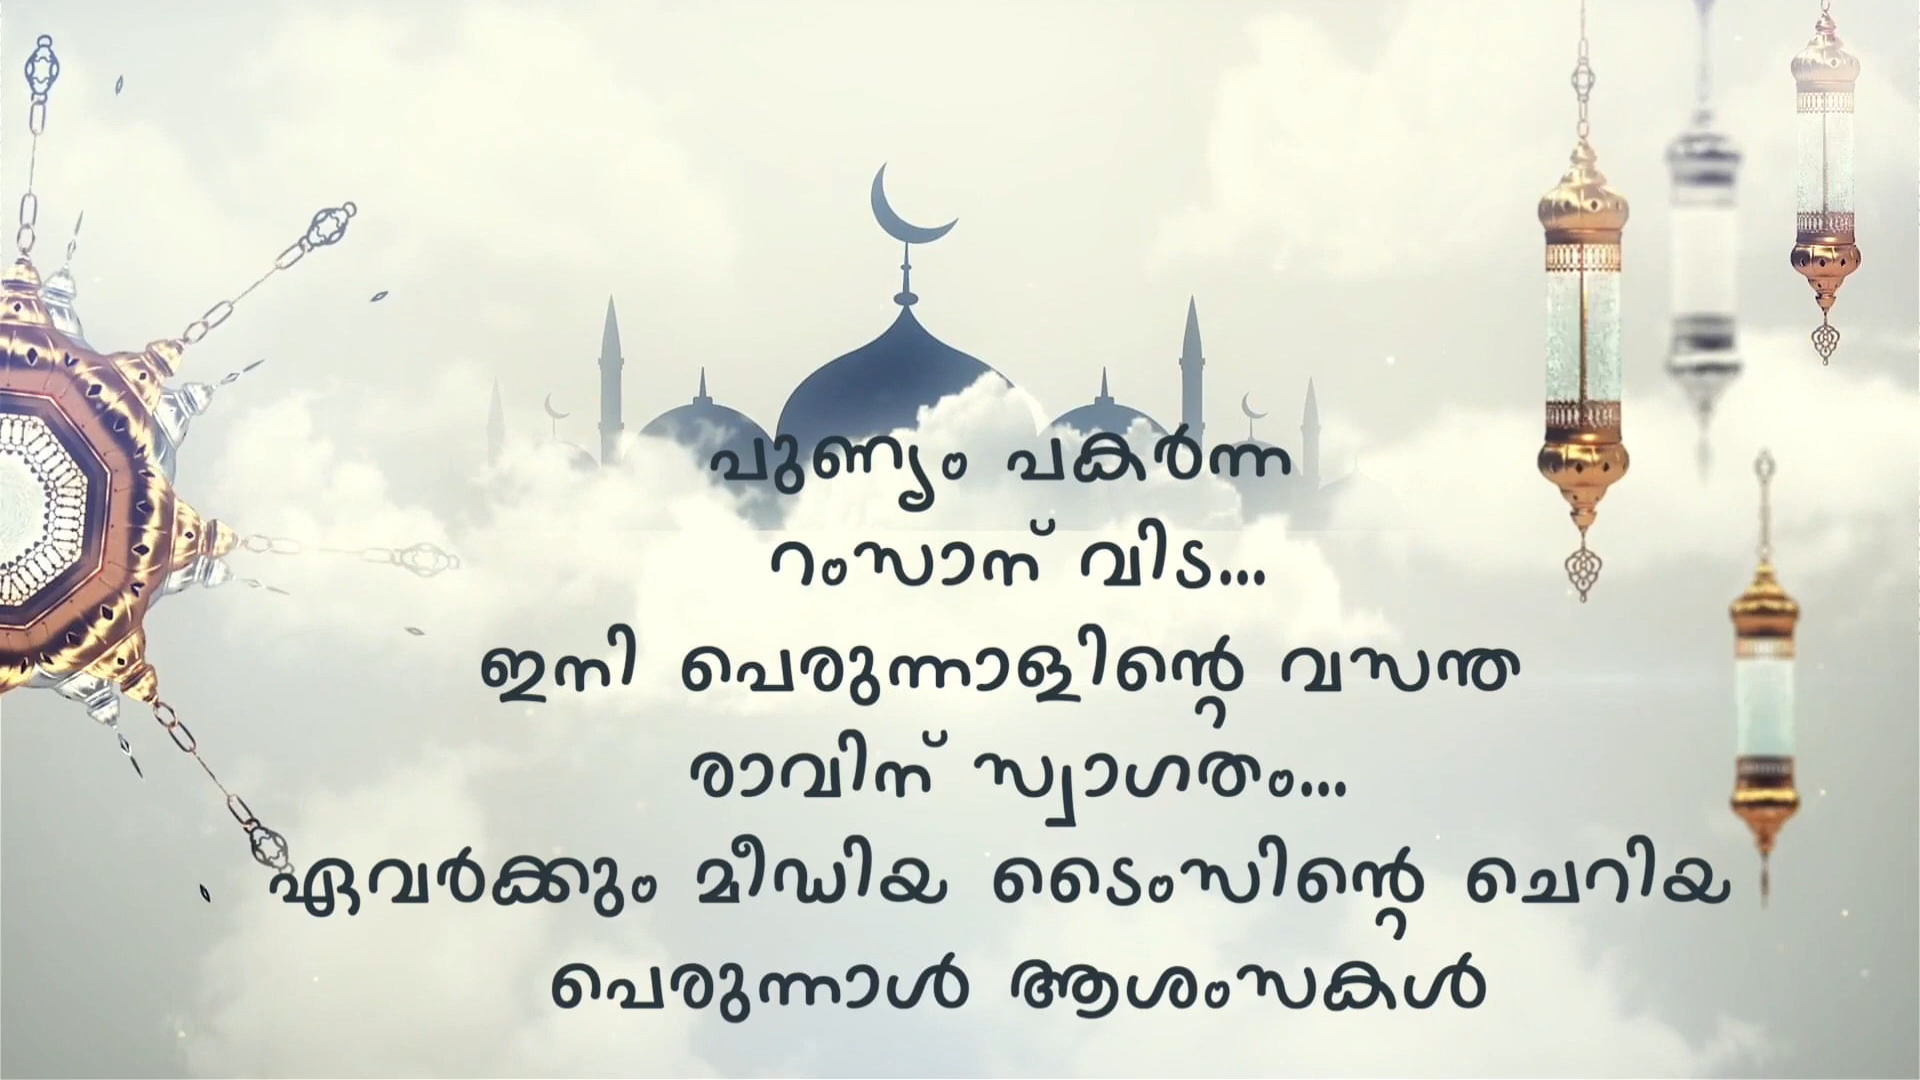 പുണ്യം പകർന്ന
റംസാന് വിട...
ഇനി പെരുന്നാളിന്റെ വസന്ത
രാവിന് സ്വാഗതം...
ഏവർക്കും മീഡിയ ടൈംസിന്റെ ചെറിയ
പെരുന്നാൾ ആശംസകൾ